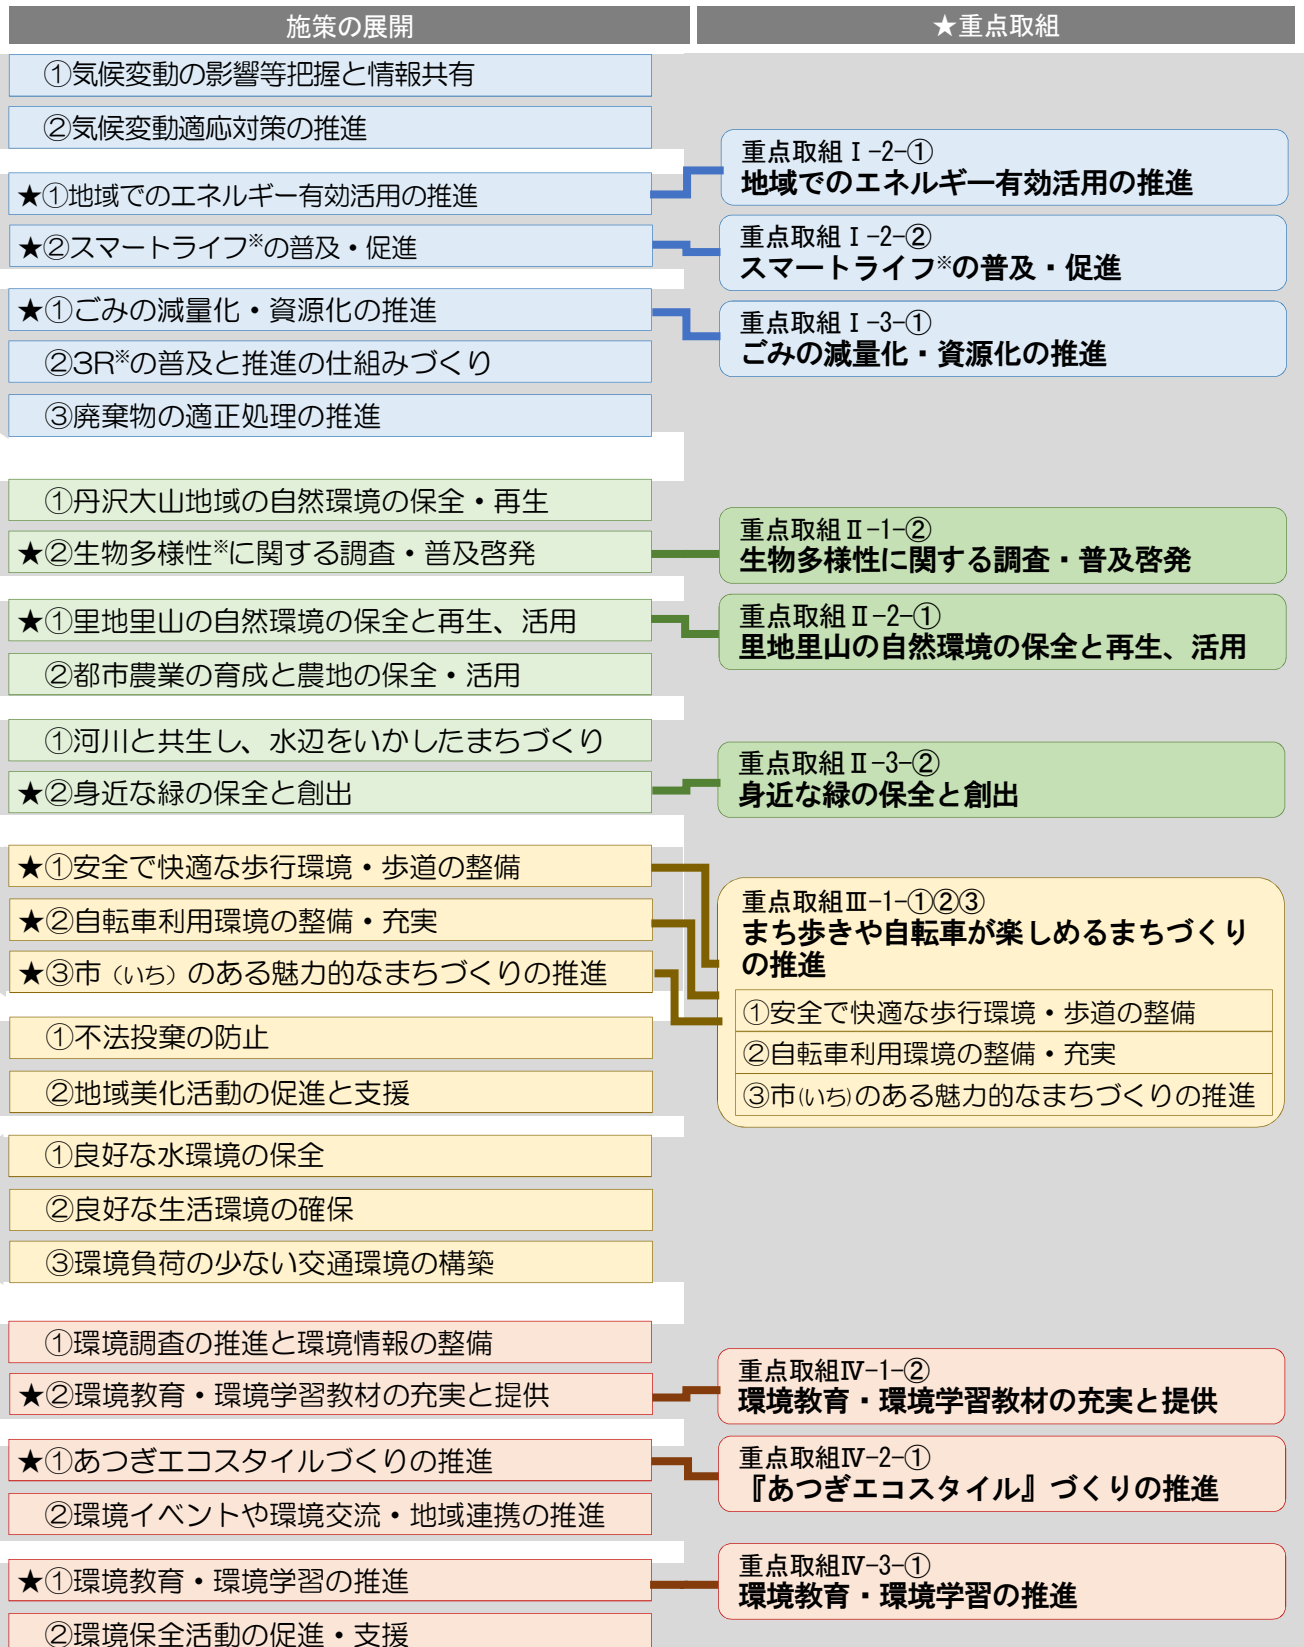 施策の展開
★重点取組
①気候変動の影響等把握と情報共有
②気候変動適応対策の推進
★①地域でのエネルギー有効活用の推進
★②スマートライフ※の普及・促進
★①ごみの減量化・資源化の推進
②3R※の普及と推進の仕組みづくり
③廃棄物の適正処理の推進
①丹沢大山地域の自然環境の保全・再生
★②生物多様性※に関する調査・普及啓発
★①里地里山の自然環境の保全と再生、活用
②都市農業の育成と農地の保全・活用
①河川と共生し、水辺をいかしたまちづくり
★②身近な緑の保全と創出
★①安全で快適な歩行環境・歩道の整備
★②自転車利用環境の整備・充実
★③市（いち）のある魅力的なまちづくりの推進
①不法投棄の防止
②地域美化活動の促進と支援
①良好な水環境の保全
②良好な生活環境の確保
③環境負荷の少ない交通環境の構築
①環境調査の推進と環境情報の整備
★②環境教育・環境学習教材の充実と提供
★①あつぎエコスタイルづくりの推進
②環境イベントや環境交流・地域連携の推進
★①環境教育・環境学習の推進
②環境保全活動の促進・支援
重点取組Ⅰ-2-①
地域でのエネルギー有効活用の推進
重点取組Ⅰ-2-②
スマートライフ※の普及・促進
重点取組Ⅰ-3-①
ごみの減量化・資源化の推進
重点取組Ⅱ-1-②
生物多様性に関する調査・普及啓発
重点取組Ⅱ-2-①
里地里山の自然環境の保全と再生、活用
重点取組Ⅱ-3-②
身近な緑の保全と創出
重点取組Ⅲ-1-①②③
まち歩きや自転車が楽しめるまちづくり
の推進
①安全で快適な歩行環境・歩道の整備
②自転車利用環境の整備・充実
③市(いち)のある魅力的なまちづくりの推進
重点取組Ⅳ-1-②
環境教育・環境学習教材の充実と提供
重点取組Ⅳ-2-①
『あつぎエコスタイル』づくりの推進
重点取組Ⅳ-3-①
環境教育・環境学習の推進